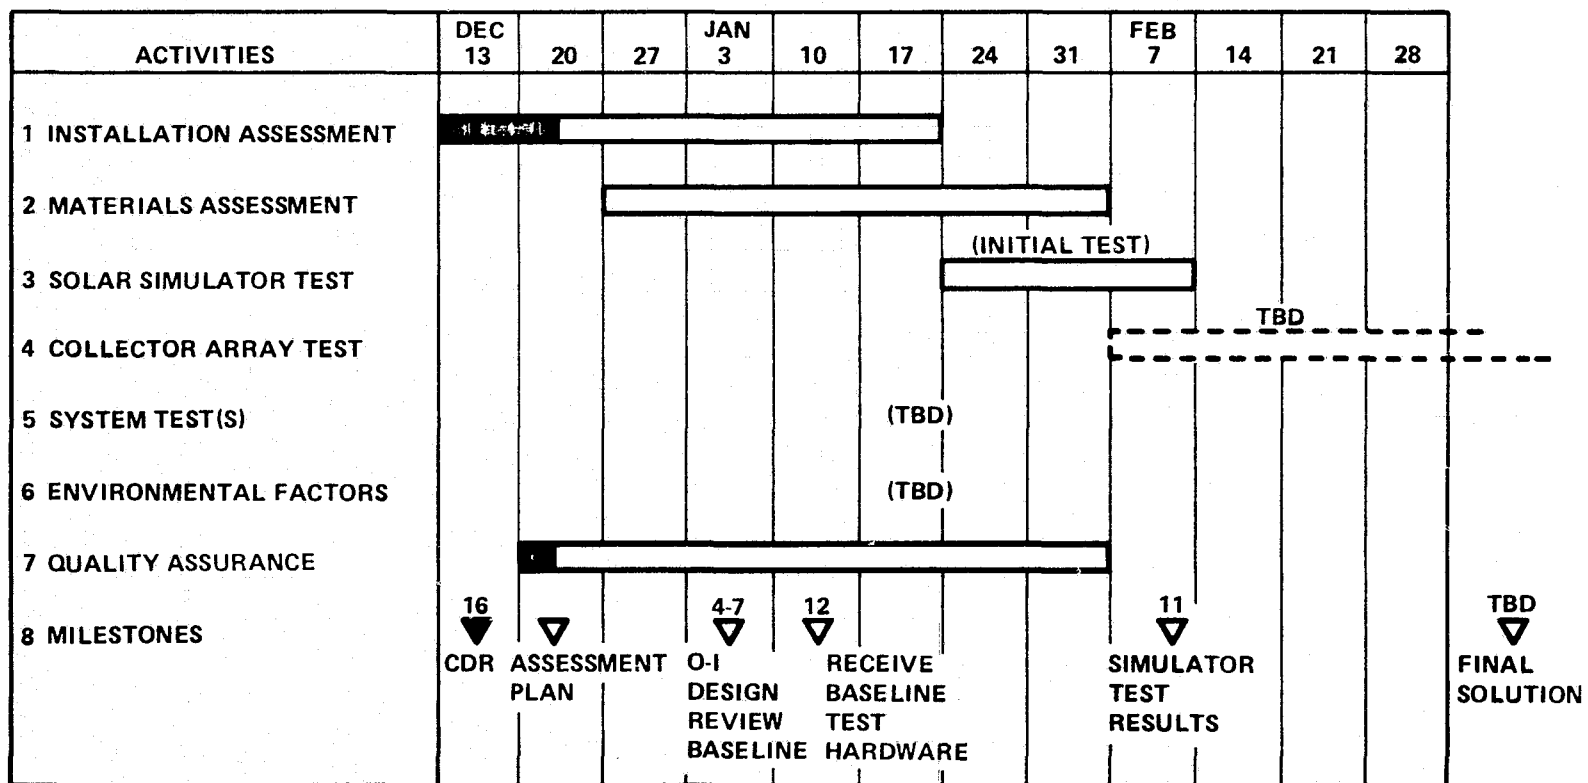 ACTIVITIES
DEC
13 20 27
JAN
3 10 17 24 31
FEB
7 14 21 28
1 INSTALLATION ASSESSMENT
2 MATERIALS ASSESSMENT
(INITIAL TEST)
3 SOLAR SIMULATOR TEST
TBD
4 COLLECTOR ARRAY TEST
5 SYSTEM TEST(S) (TBD)
6 ENVIRONMENTAL FACTORS (TBD)
7 QUALITY ASSURANCE
8 MILESTONES
16
CDR
ASSESSMENT
PLAN
4-7
O-I
DESIGN
REVIEW
BASELINE
12
RECEIVE
BASELINE
TEST
HARDWARE
11
SIMULATOR
TEST
RESULTS
TBD
FINAL
SOLUTION